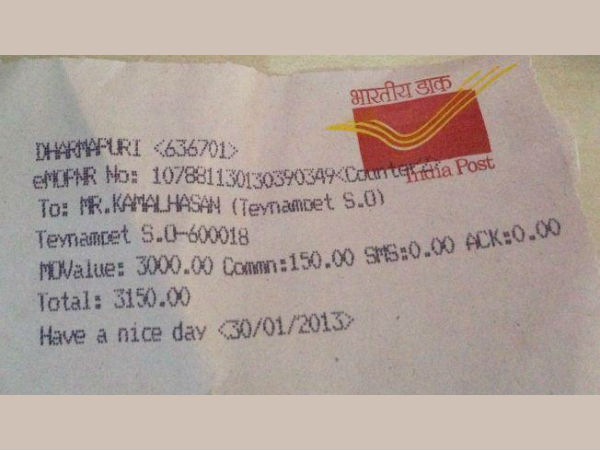 भारतीय डाक
India Post
DHARMAPURI <636701>
eMOPNR No: 107881130130390349<Counter
To: MR.KAMALHASAN (Teynampet S.O)
Teynampet S.O-600018
MOValue: 3000.00 Commn:150.00 SMS:0.00 ACK:0.00
Total: 3150.00
Have a nice day <30/01/2013>